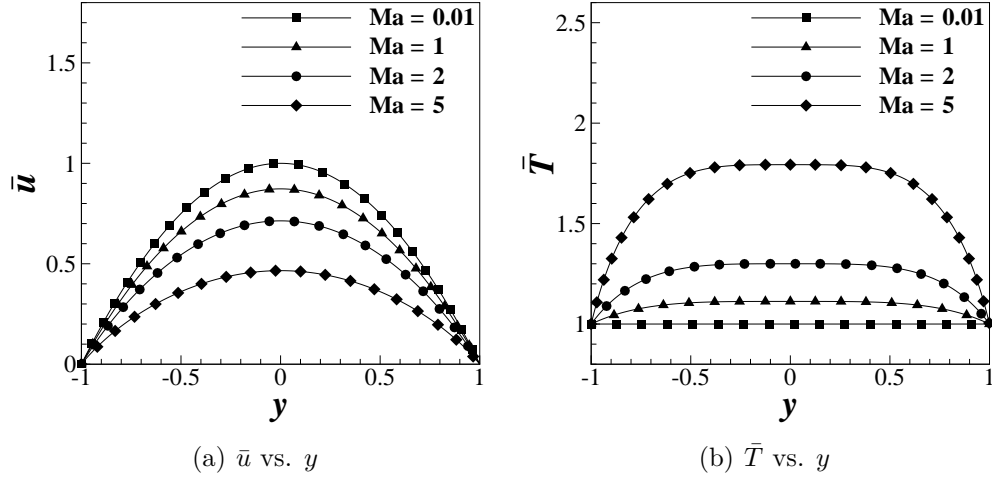 Ma = 0.01
Ma = 1
Ma = 2
Ma = 5
1.5
1
0.5
0
-1
-0.5
0
0.5
1
ū
y
(a) ū vs. y
Ma = 0.01
Ma = 1
Ma = 2
Ma = 5
2.5
2
1.5
1
-1
-0.5
0
0.5
1
T̄
y
(b) T̄ vs. y